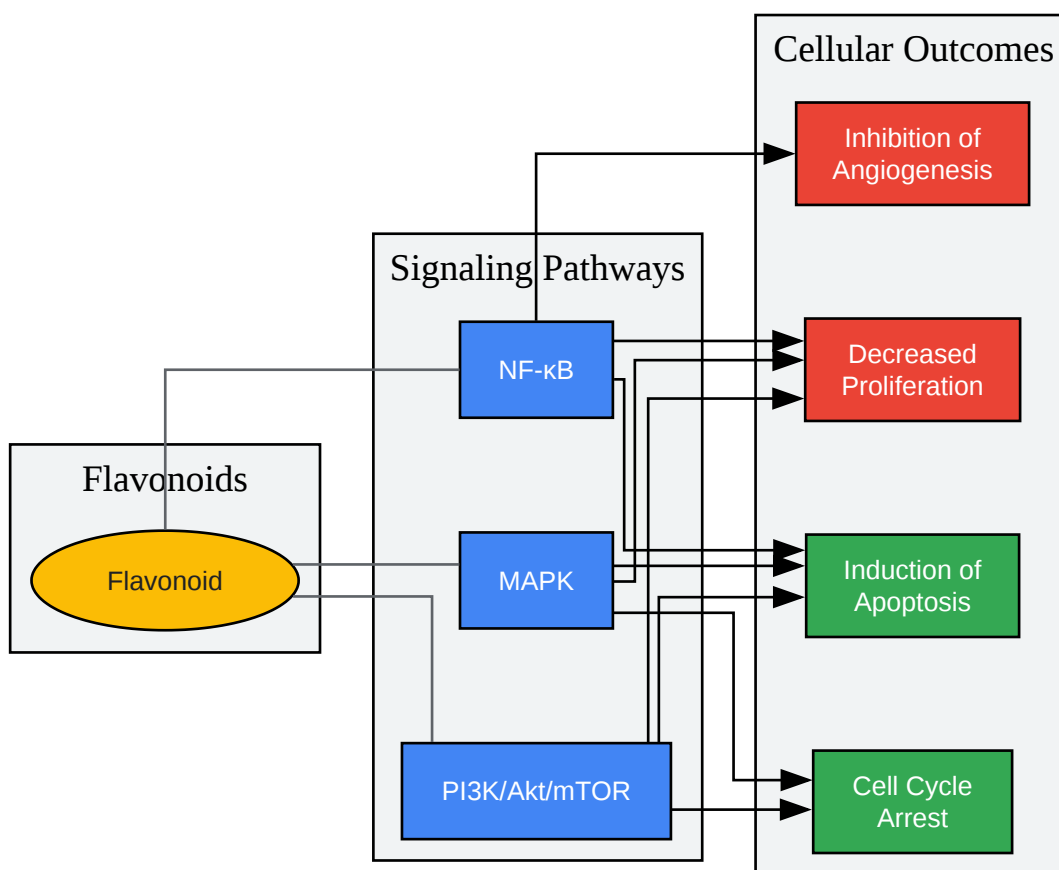 Cellular Outcomes
Inhibition of
Angiogenesis
Signaling Pathways
NF-κB
Decreased
Proliferation
Flavonoids
Flavonoid
MAPK
Induction of
Apoptosis
PI3K/Akt/mTOR
Cell Cycle
Arrest